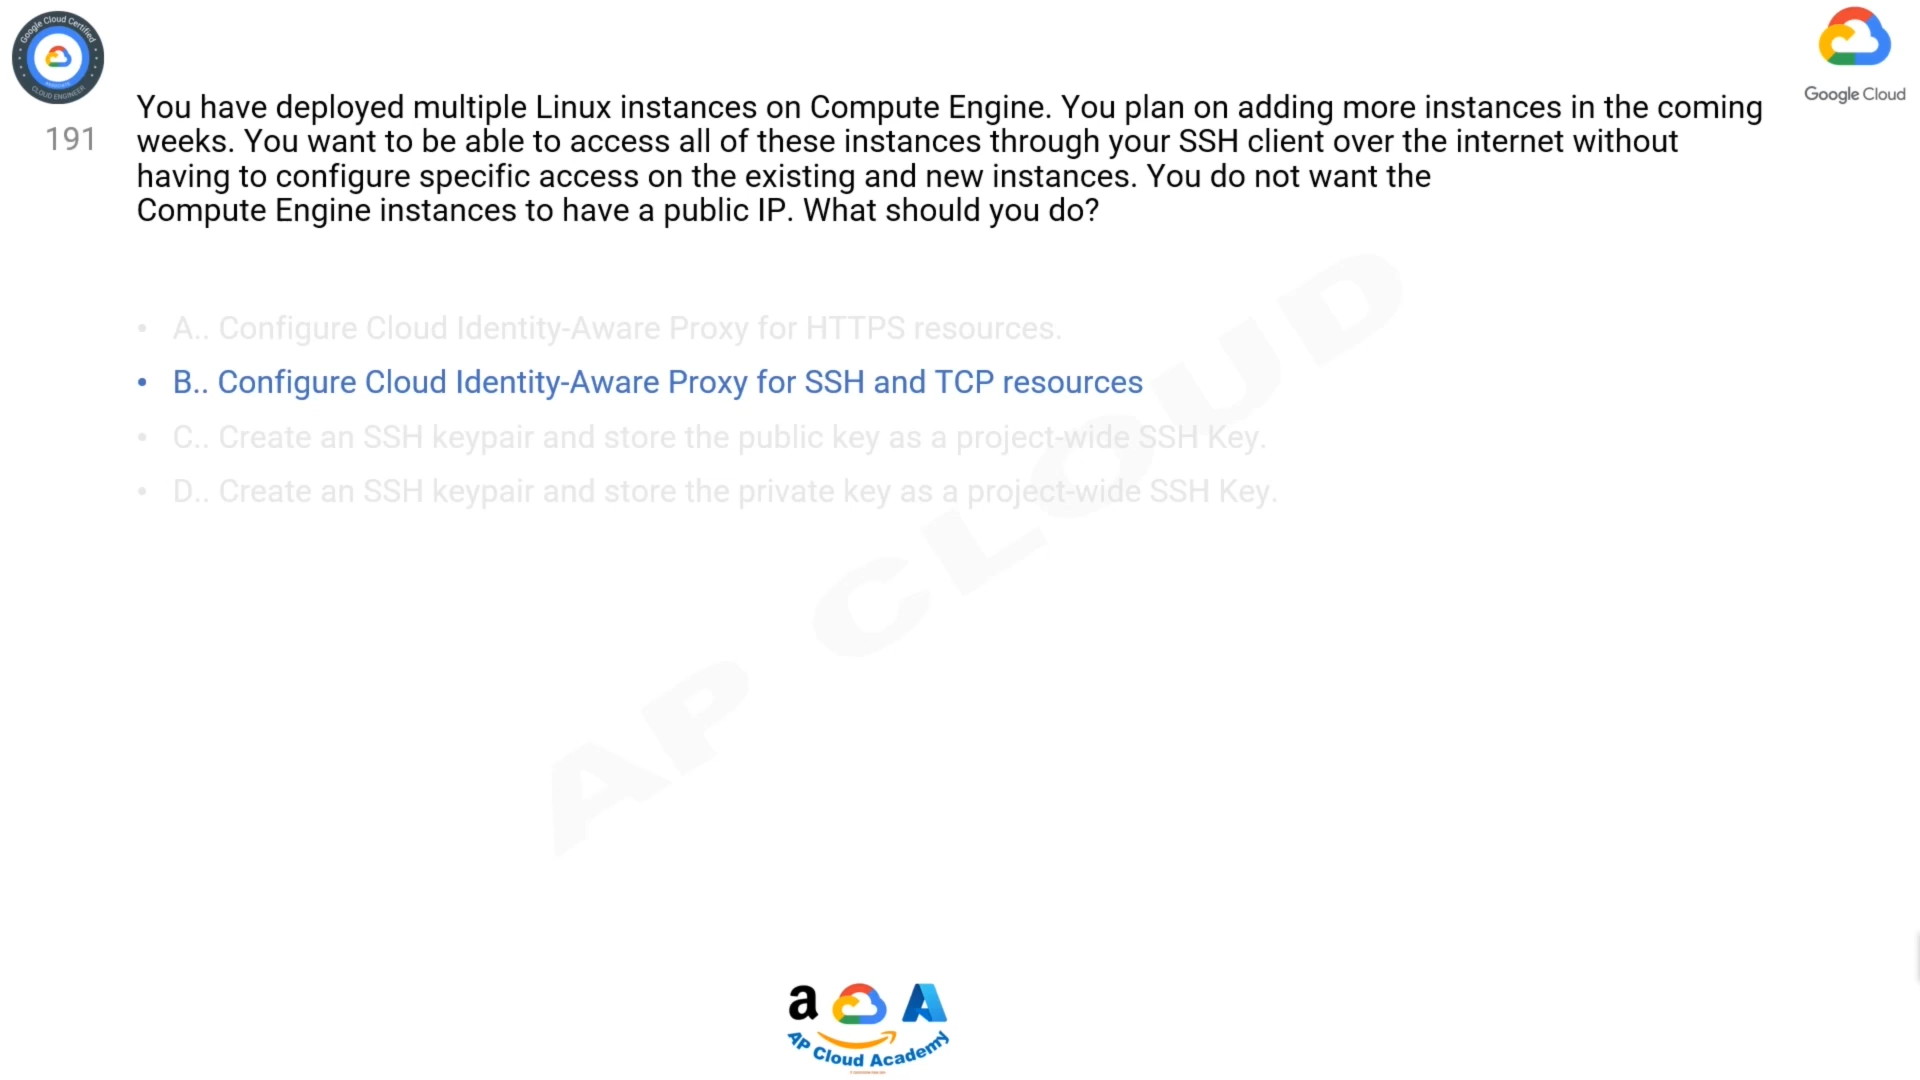 Google Cloud Certified
CLOUD ENGINEER
Google Cloud
191
You have deployed multiple Linux instances on Compute Engine. You plan on adding more instances in the coming
weeks. You want to be able to access all of these instances through your SSH client over the internet without
having to configure specific access on the existing and new instances. You do not want the
Compute Engine instances to have a public IP. What should you do?
• A.. Configure Cloud Identity-Aware Proxy for HTTPS resources.
• B.. Configure Cloud Identity-Aware Proxy for SSH and TCP resources
• C.. Create an SSH keypair and store the public key as a project-wide SSH Key.
• D.. Create an SSH keypair and store the private key as a project-wide SSH Key.
AP CLOUD
a
AP Cloud Academy